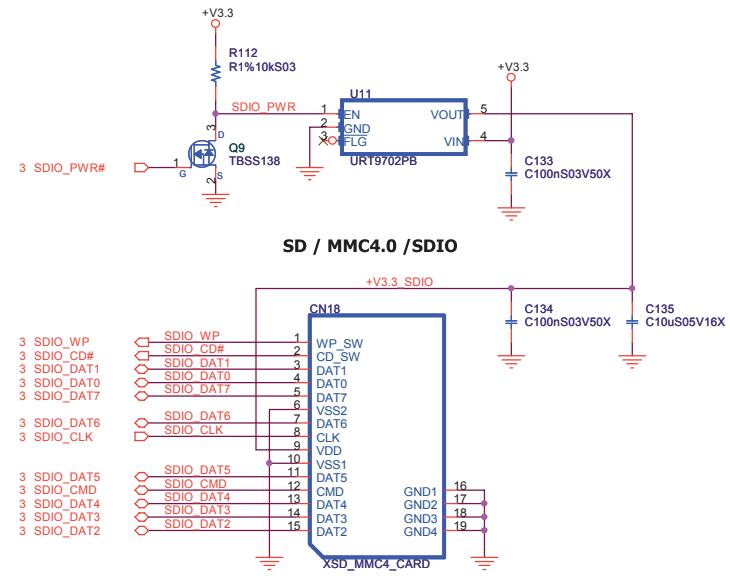 +V3.3
R112
R1%10kS03
SDIO_PWR
3 SDIO_PWR#
1
G
3
D
Q9
TBSS138
S
2
U11
1 EN
2 GND
3 FLG
VOUT 5
VIN 4
URT9702PB
+V3.3
C133
C100nS03V50X
SD / MMC4.0 /SDIO
+V3.3_SDIO
C134
C100nS03V50X
C135
C10uS05V16X
CN18
3 SDIO_WP SDIO_WP 1 WP_SW
3 SDIO_CD# SDIO_CD# 2 CD_SW
3 SDIO_DAT1 SDIO_DAT1 3 DAT1
3 SDIO_DAT0 SDIO_DAT0 4 DAT0
3 SDIO_DAT7 SDIO_DAT7 5 DAT7
6 VSS2
3 SDIO_DAT6 SDIO_DAT6 7 DAT6
3 SDIO_CLK SDIO_CLK 8 CLK
9 VDD
10 VSS1
3 SDIO_DAT5 SDIO_DAT5 11 DAT5
3 SDIO_CMD SDIO_CMD 12 CMD
3 SDIO_DAT4 SDIO_DAT4 13 DAT4
3 SDIO_DAT3 SDIO_DAT3 14 DAT3
3 SDIO_DAT2 SDIO_DAT2 15 DAT2
GND1 16
GND2 17
GND3 18
GND4 19
XSD_MMC4_CARD